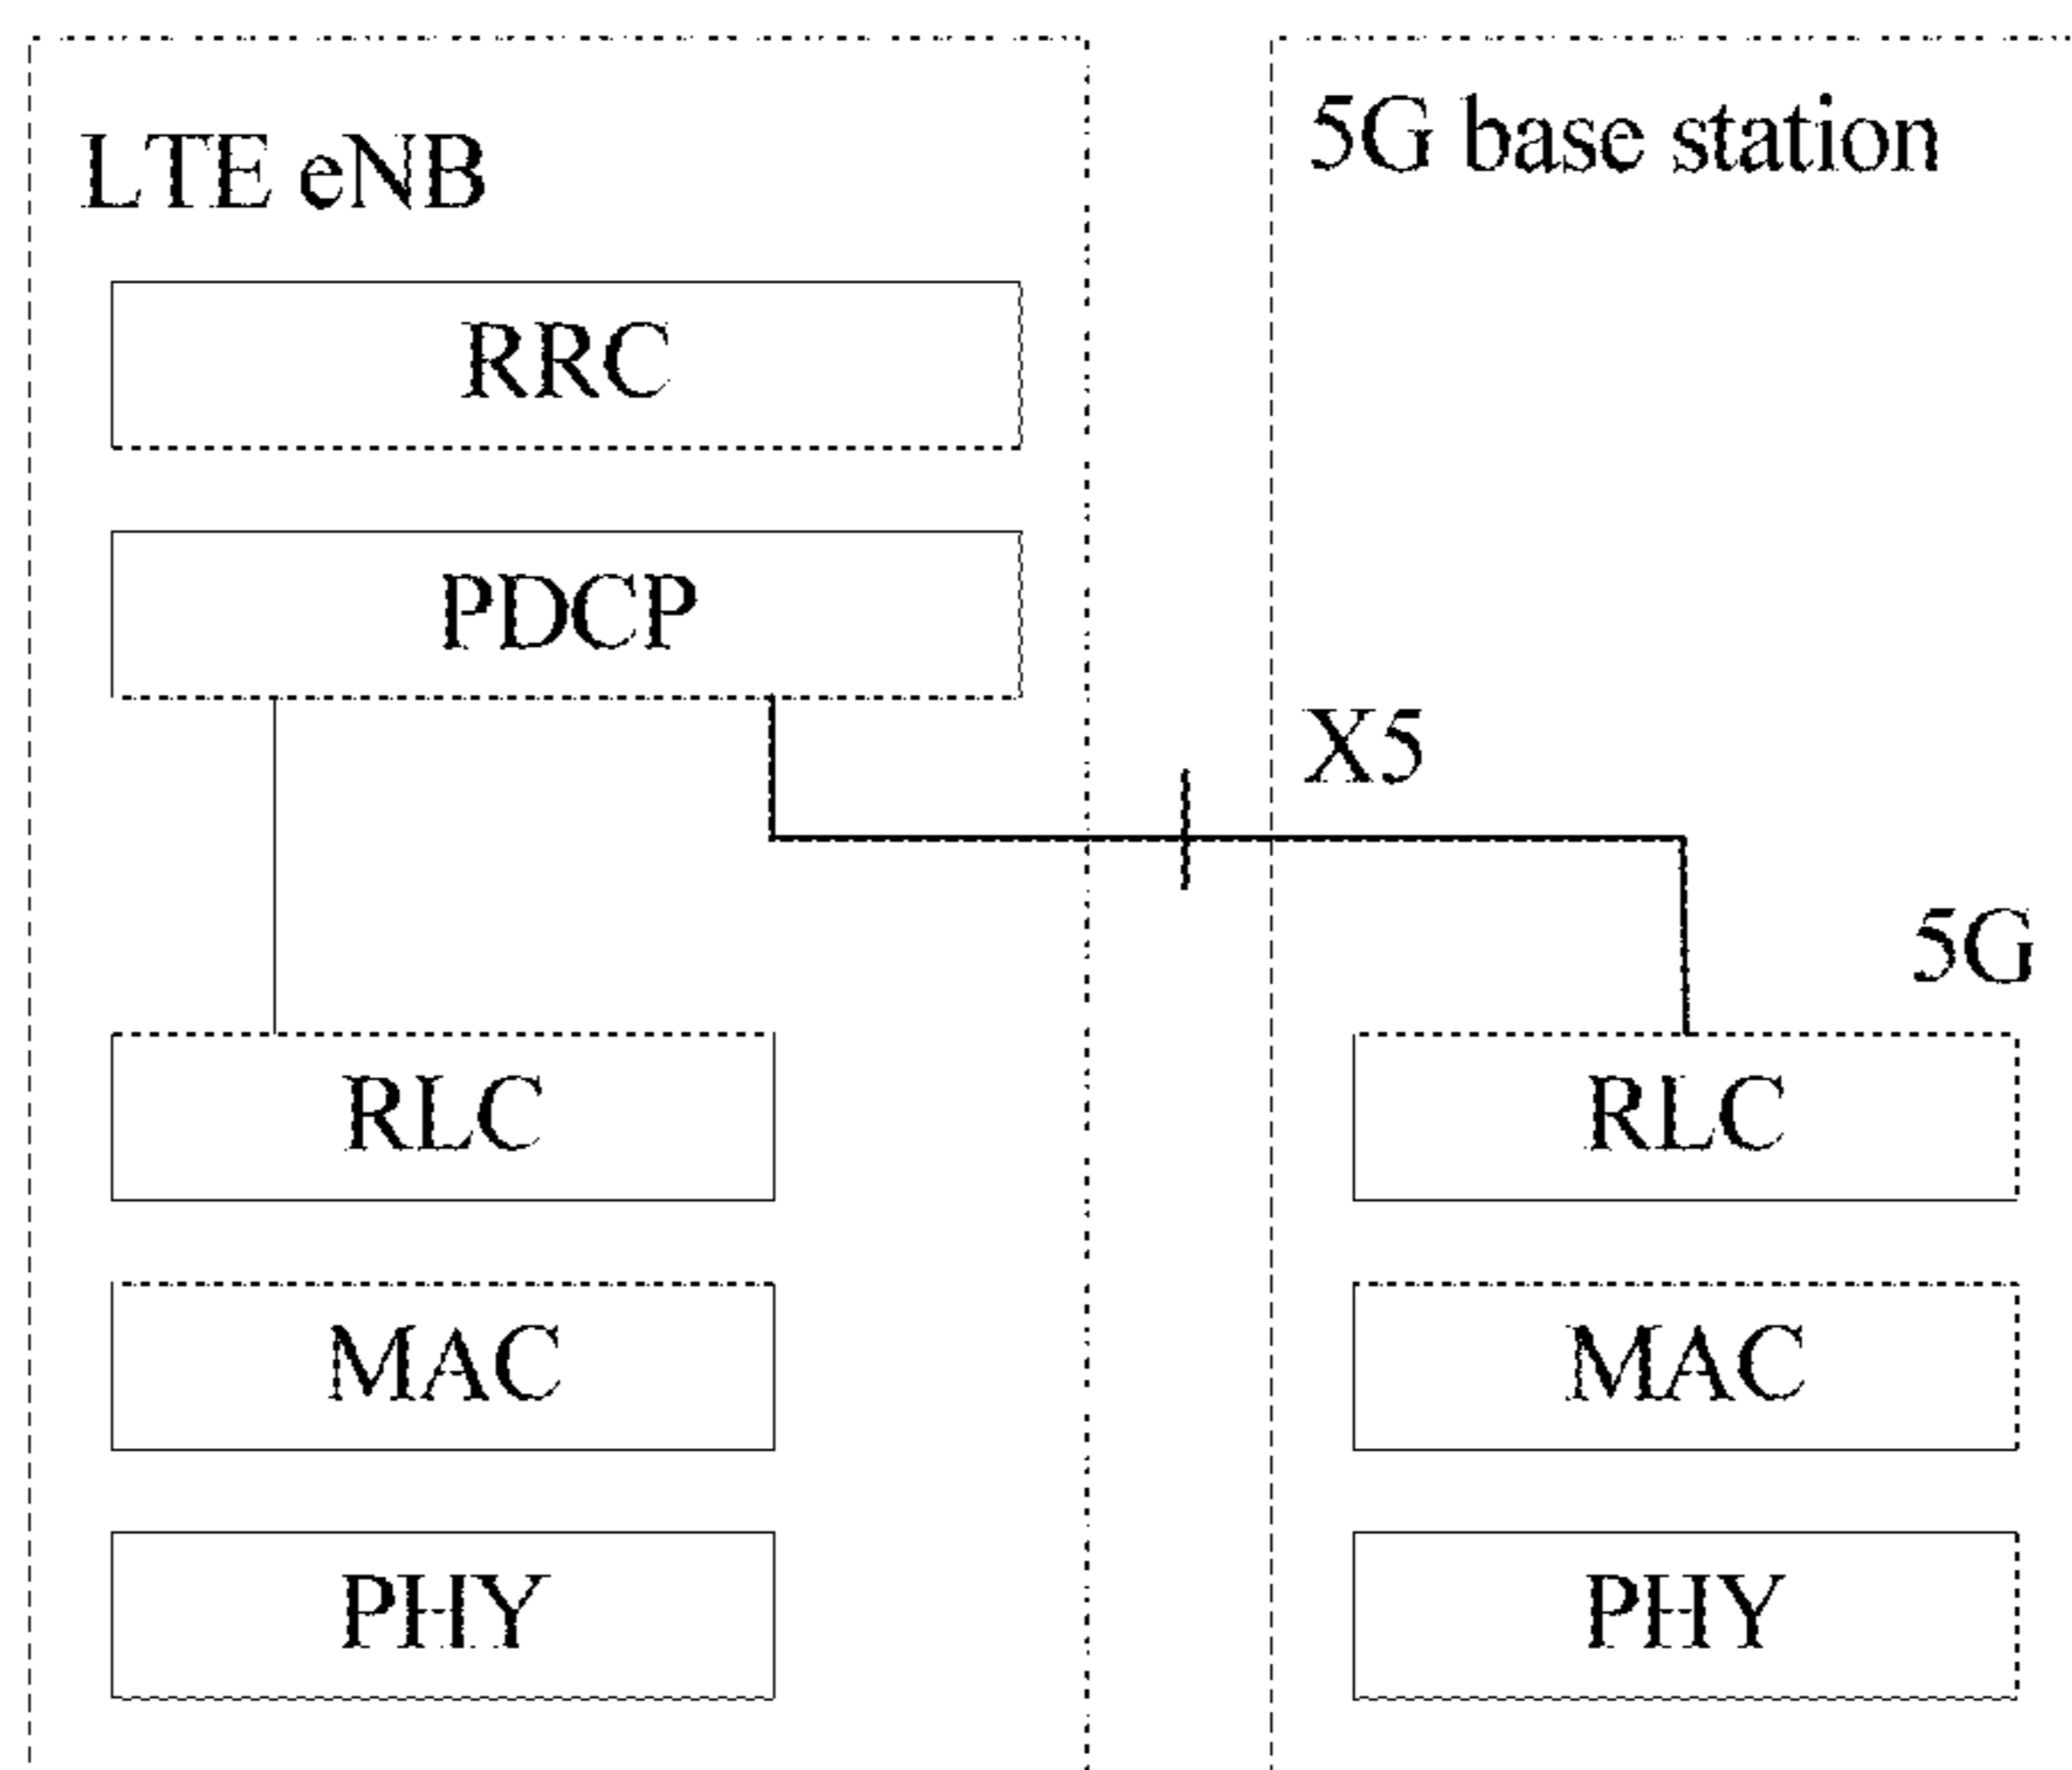 LTE eNB
RRC
PDCP
RLC
MAC
PHY
5G base station
X5
5G
RLC
MAC
PHY